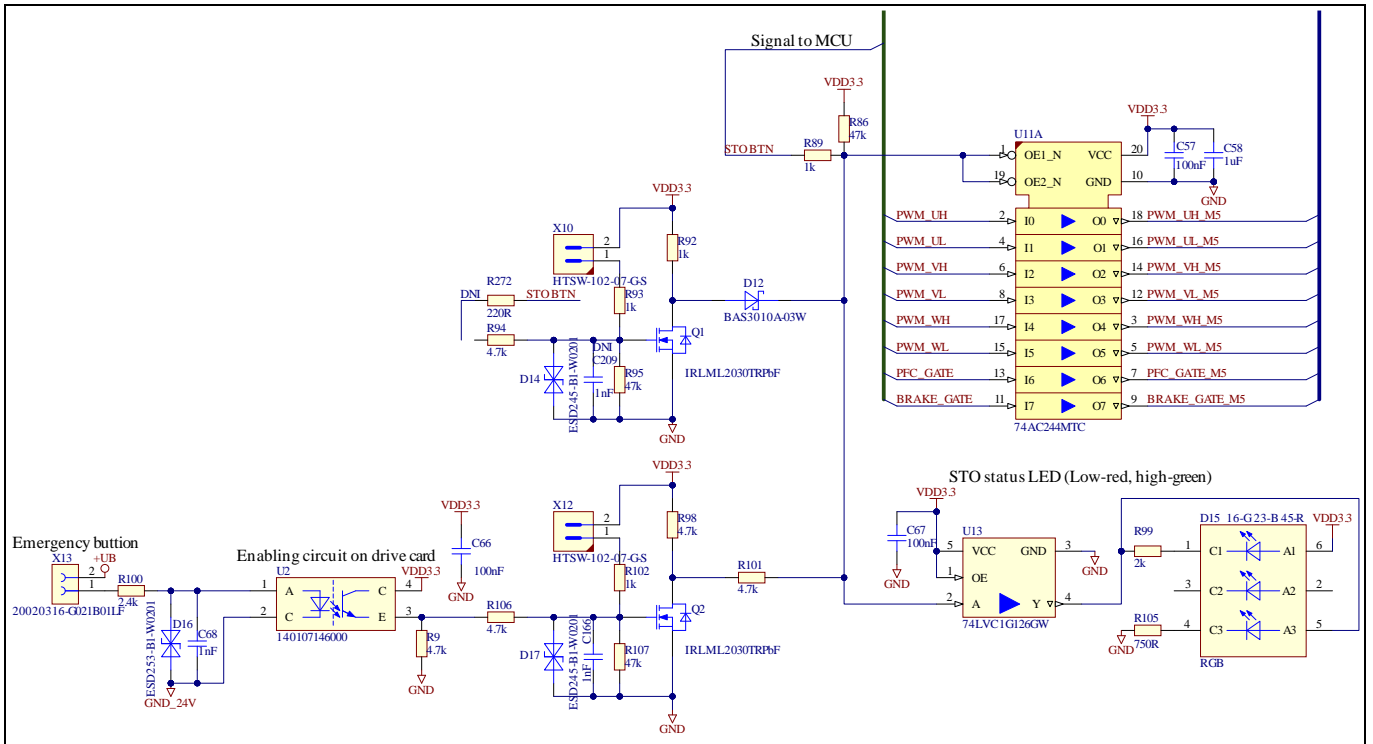 Signal to MCU
VDD3.3
R86
47k
STOBTN
R89
1k
VDD3.3
U11A
1
OE1_N
VCC
20
19
OE2_N
GND
10
C57
100nF
C58
1uF
GND
PWM_UH
2
I0
O0
18
PWM_UH_M5
PWM_UL
4
I1
O1
16
PWM_UL_M5
PWM_VH
6
I2
O2
14
PWM_VH_M5
PWM_VL
8
I3
O3
12
PWM_VL_M5
PWM_WH
17
I4
O4
3
PWM_WH_M5
PWM_WL
15
I5
O5
5
PWM_WL_M5
PFC_GATE
13
I6
O6
7
PFC_GATE_M5
BRAKE_GATE
11
I7
O7
9
BRAKE_GATE_M5
74AC244MTC
VDD3.3
X10
2
1
HTSW-102-07-G-S
R92
1k
DNI
R272
STOBTN
220R
R93
1k
D12
BAS3010A-03W
R94
4.7k
D14
ESD245-B1-W0201
DNI
C209
1nF
R95
47k
Q1
IRLML2030TRPbF
GND
VDD3.3
X12
2
1
HTSW-102-07-G-S
R98
4.7k
R102
1k
R101
4.7k
R106
4.7k
D17
ESD245-B1-W0201
C166
1nF
R107
47k
Q2
IRLML2030TRPbF
GND
Emergency buttion
X13
+UB
2
1
20020316-G021B01LF
R100
2.4k
D16
ESD253-B1-W0201
C68
1nF
GND_24V
Enabling circuit on drive card
U2
1
A
C
4
2
C
E
3
140107146000
VDD3.3
VDD3.3
C66
100nF
GND
R9
4.7k
GND
STO status LED (Low-red, high-green)
VDD3.3
C67
100nF
GND
U13
5
VCC
GND
3
GND
1
OE
2
A
Y
4
74LVC1G126GW
R99
2k
R105
750R
GND
D15 16-G 23-B 45-R
VDD3.3
1
C1
A1
6
3
C2
A2
2
4
C3
A3
5
RGB